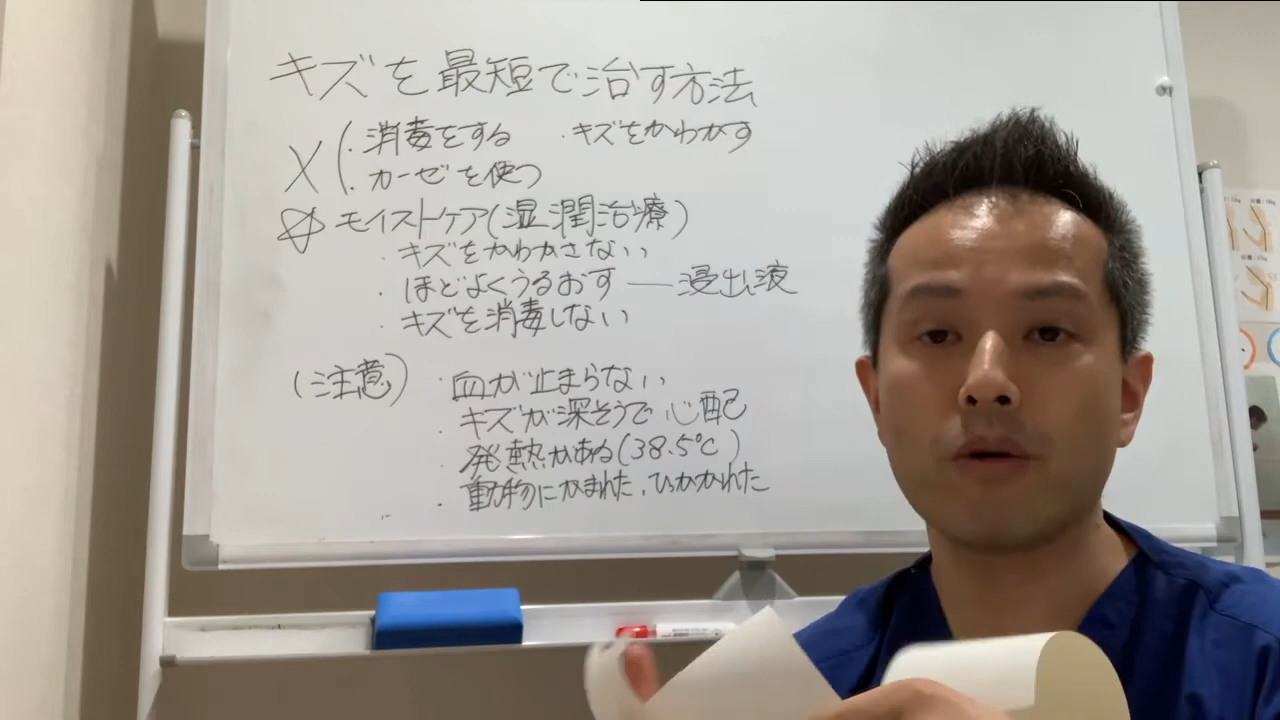 キズを最短で治す方法
×(・消毒をする ・キズをかわかす
・ガーゼを使う
☆ モイストケア(湿潤治療)
・キズをかわかさない
・ほどよくうるおす ― 浸出液
・キズを消毒しない
(注意) ・血が止まらない
・キズが深そうで心配
・発熱がある(38.5℃)
・動物にかまれた、ひっかかれた